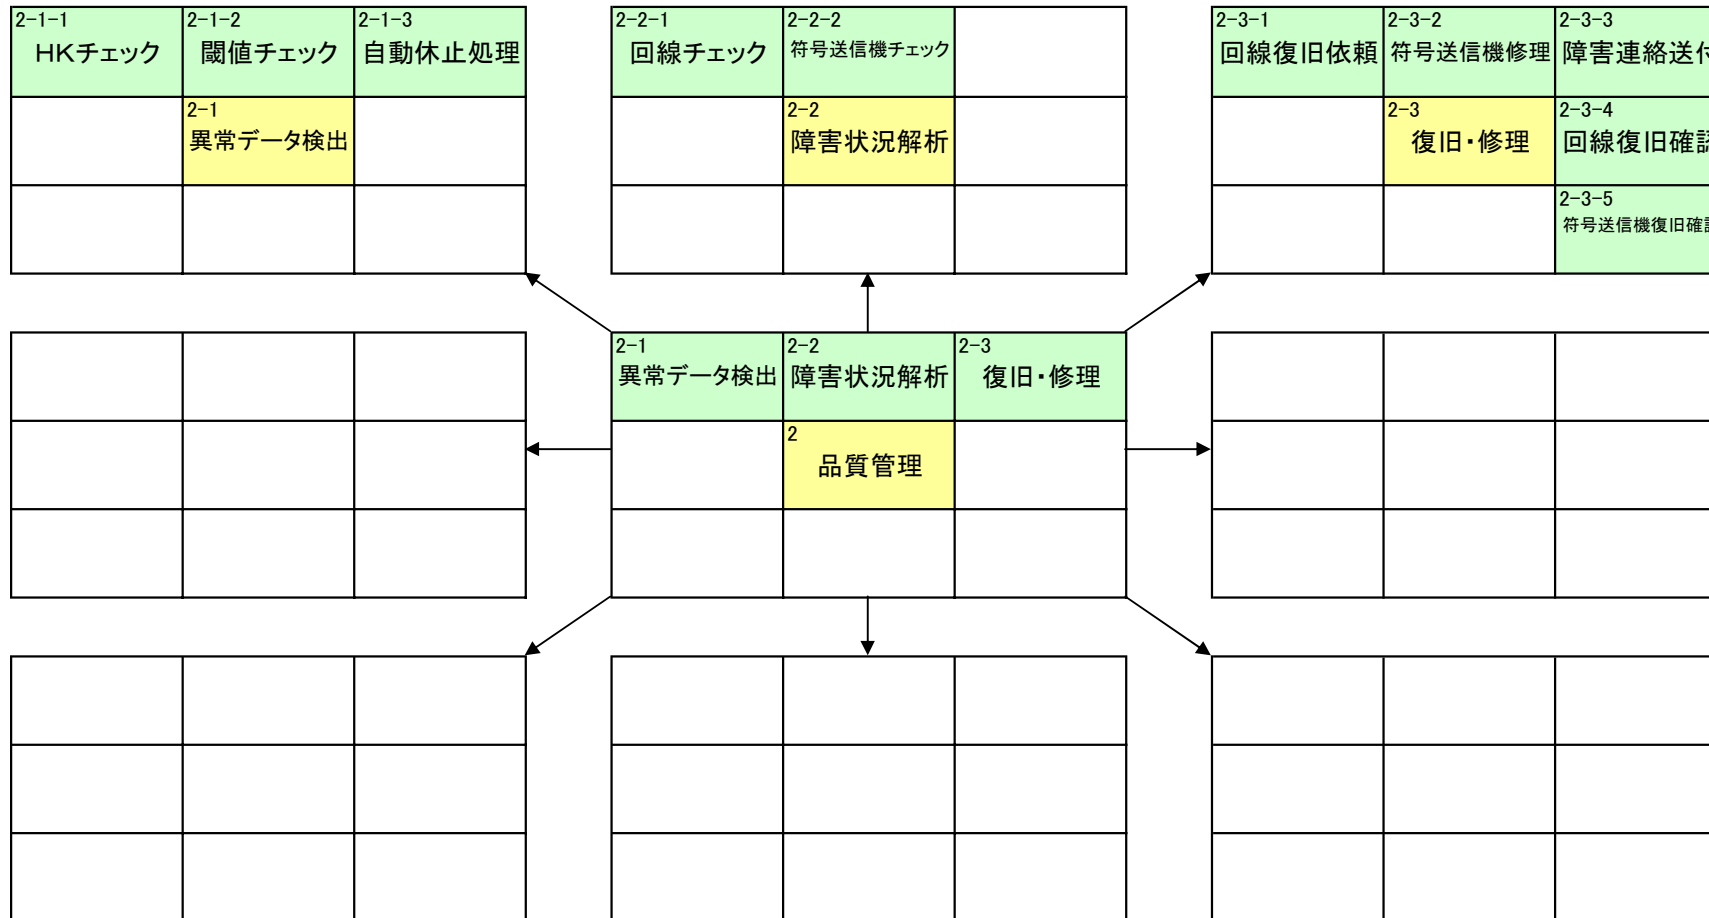 2-1-1
HKチェック
2-1-2
閾値チェック
2-1-3
自動休止処理
2-1
異常データ検出
2-2-1
回線チェック
2-2-2
符号送信機チェック
2-2
障害状況解析
2-3-1
回線復旧依頼
2-3-2
符号送信機修理
2-3-3
障害連絡送付
2-3
復旧・修理
2-3-4
回線復旧確認
2-3-5
符号送信機復旧確認
2-1
異常データ検出
2-2
障害状況解析
2-3
復旧・修理
2
品質管理